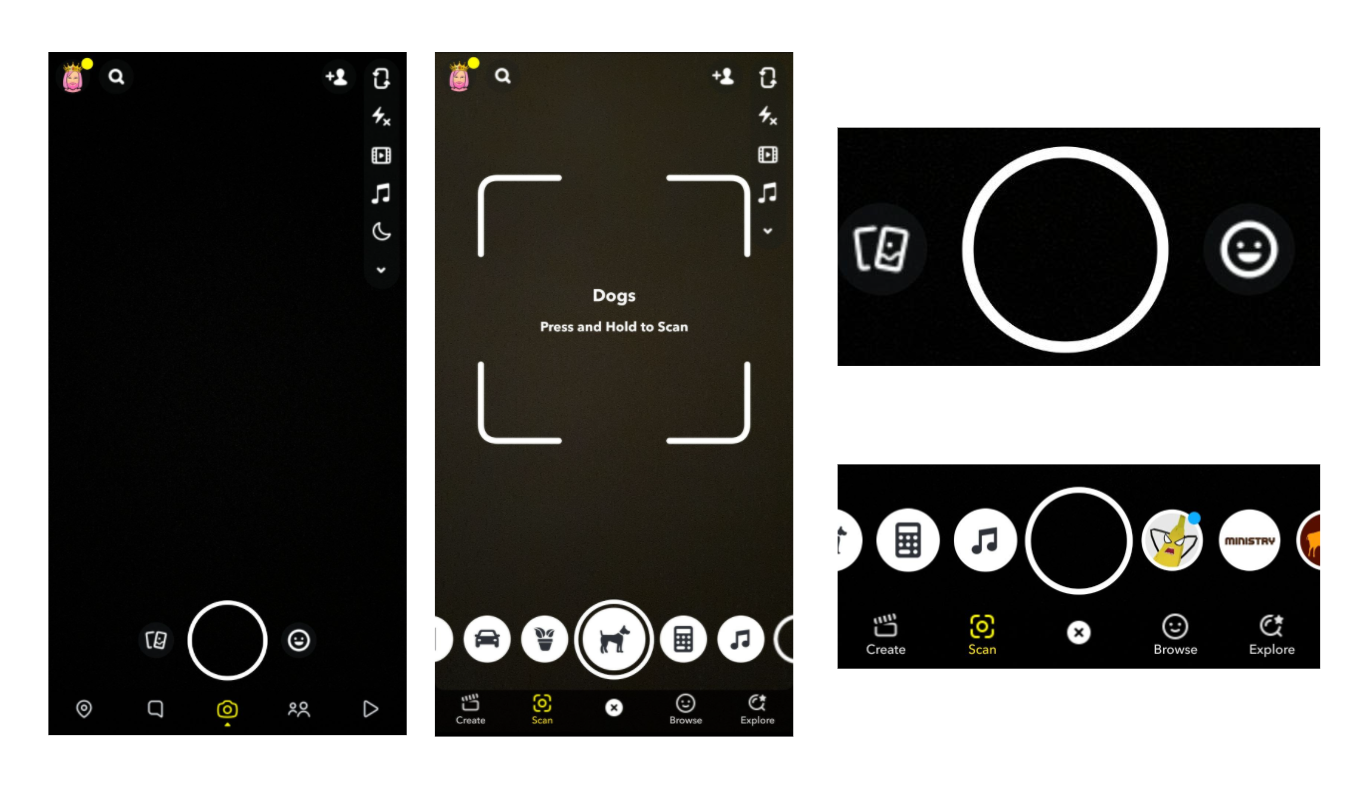 Dogs
Press and Hold to Scan
Create
Scan
Browse
Explore
MINISTRY
Create
Scan
Browse
Explore